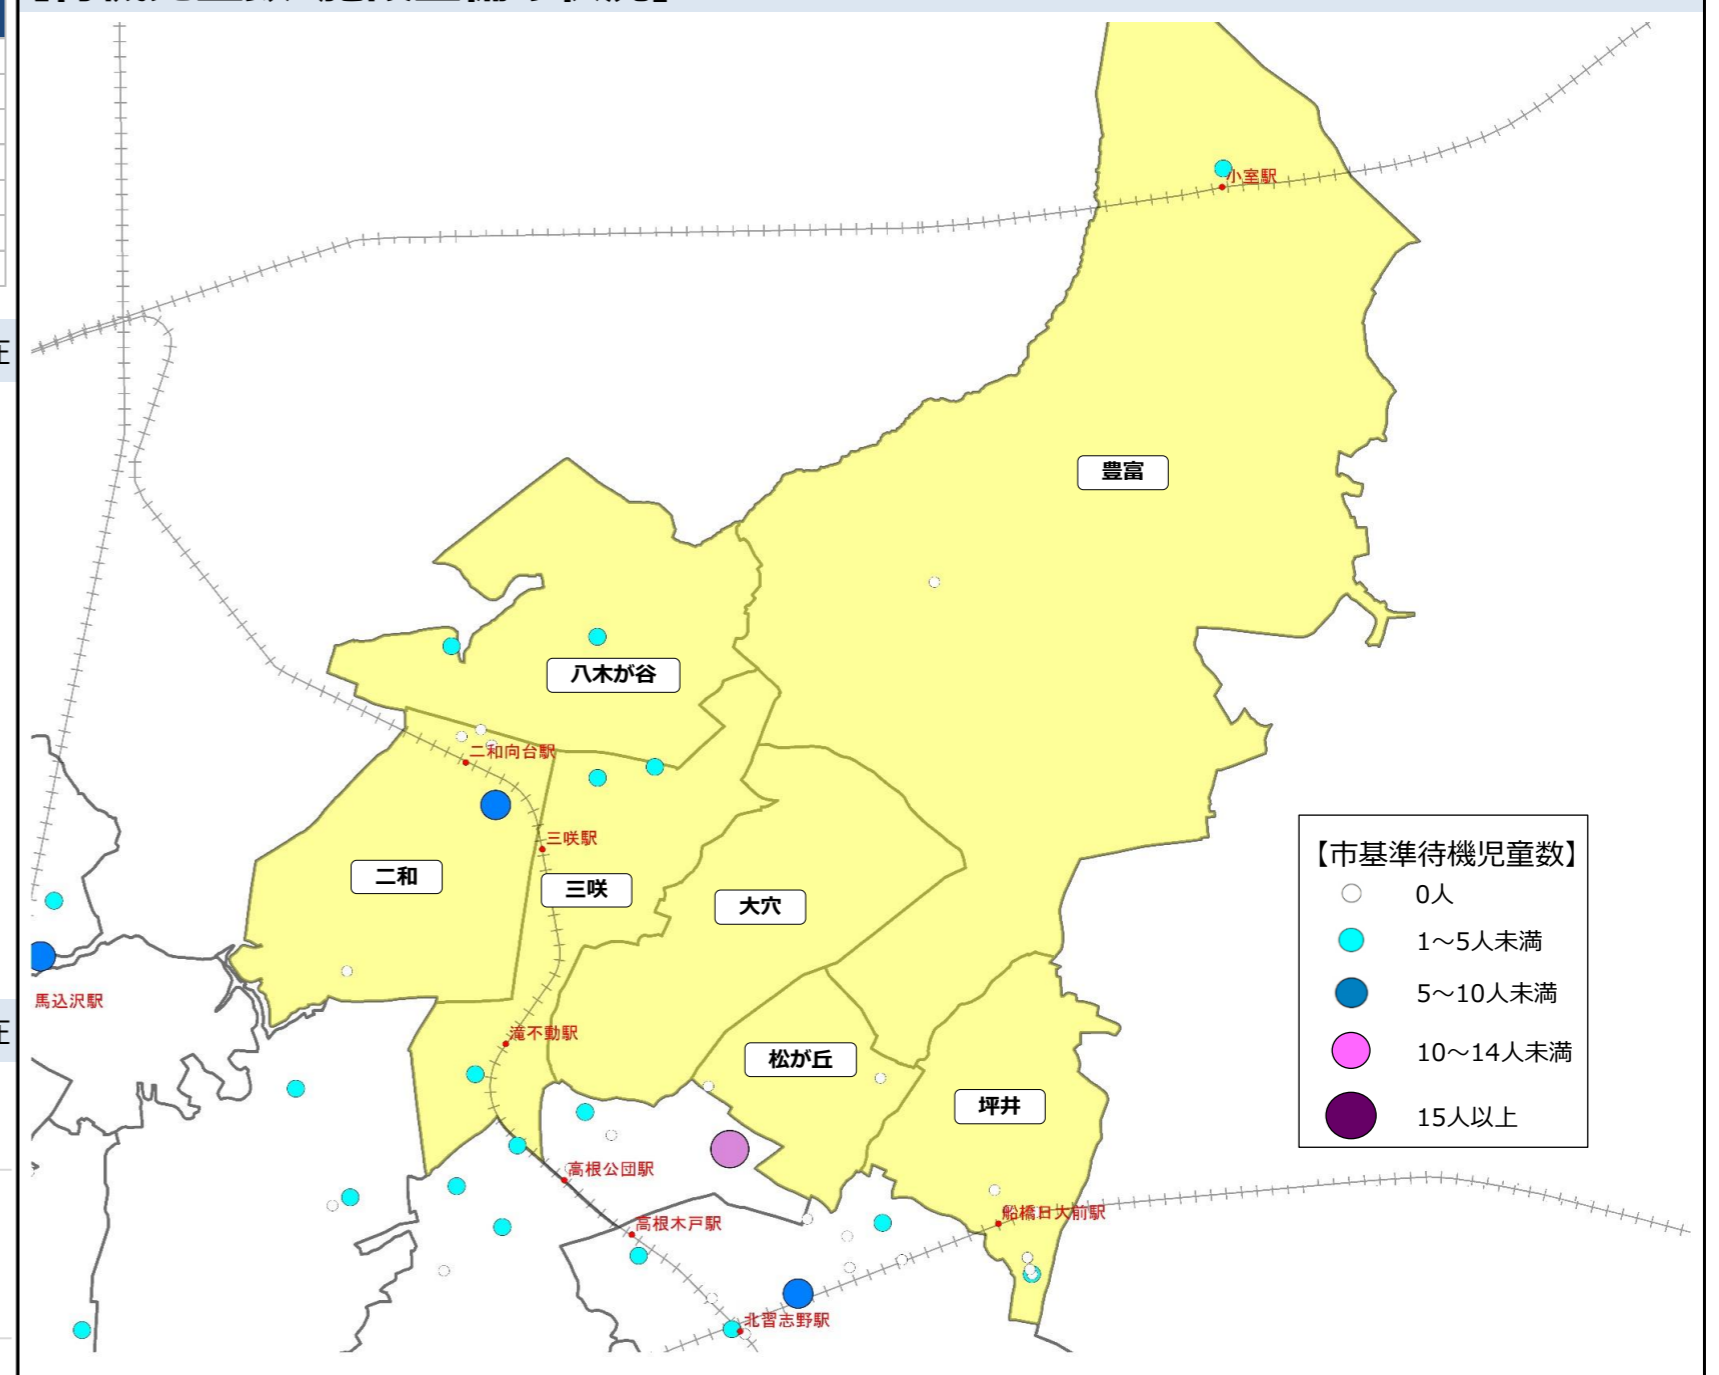 在
小室駅
豊富
八木が谷
二和向台駅
三咲駅
二和
三咲
大穴
馬込沢駅
在
滝不動駅
松が丘
坪井
高根公団駅
高根木戸駅
船橋日大前駅
北習志野駅
【市基準待機児童数】
0人
1～5人未満
5～10人未満
10～14人未満
15人以上